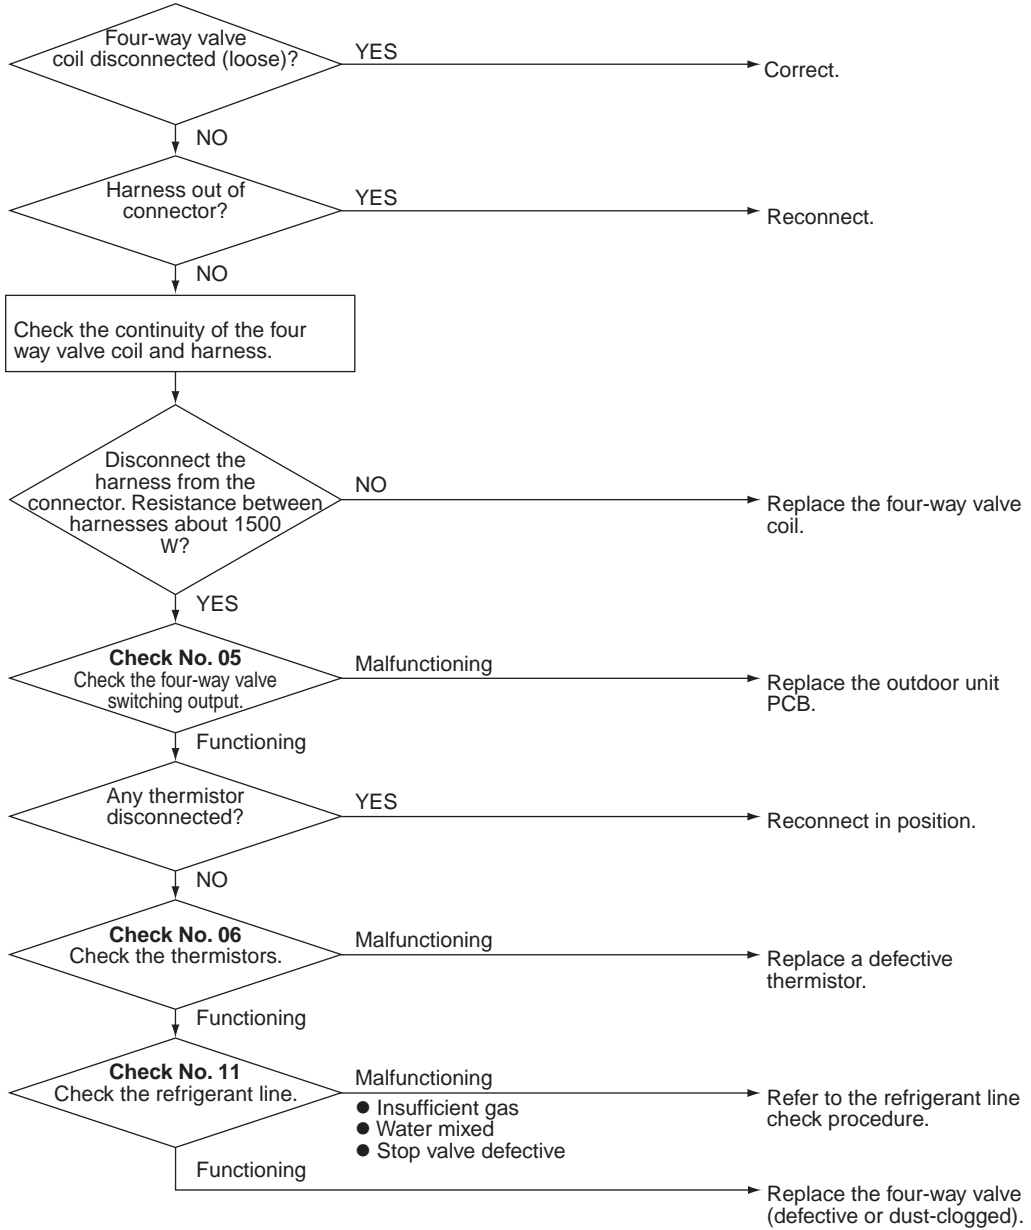 Four-way valve
coil disconnected (loose)?
YES
Correct.
NO
Harness out of
connector?
YES
Reconnect.
NO
Check the continuity of the four
way valve coil and harness.
Disconnect the
harness from the
connector. Resistance between
harnesses about 1500
W?
NO
Replace the four-way valve
coil.
YES
Check No. 05
Check the four-way valve
switching output.
Malfunctioning
Replace the outdoor unit
PCB.
Functioning
Any thermistor
disconnected?
YES
Reconnect in position.
NO
Check No. 06
Check the thermistors.
Malfunctioning
Replace a defective
thermistor.
Functioning
Check No. 11
Check the refrigerant line.
Malfunctioning
● Insufficient gas
● Water mixed
● Stop valve defective
Refer to the refrigerant line
check procedure.
Functioning
Replace the four-way valve
(defective or dust-clogged).